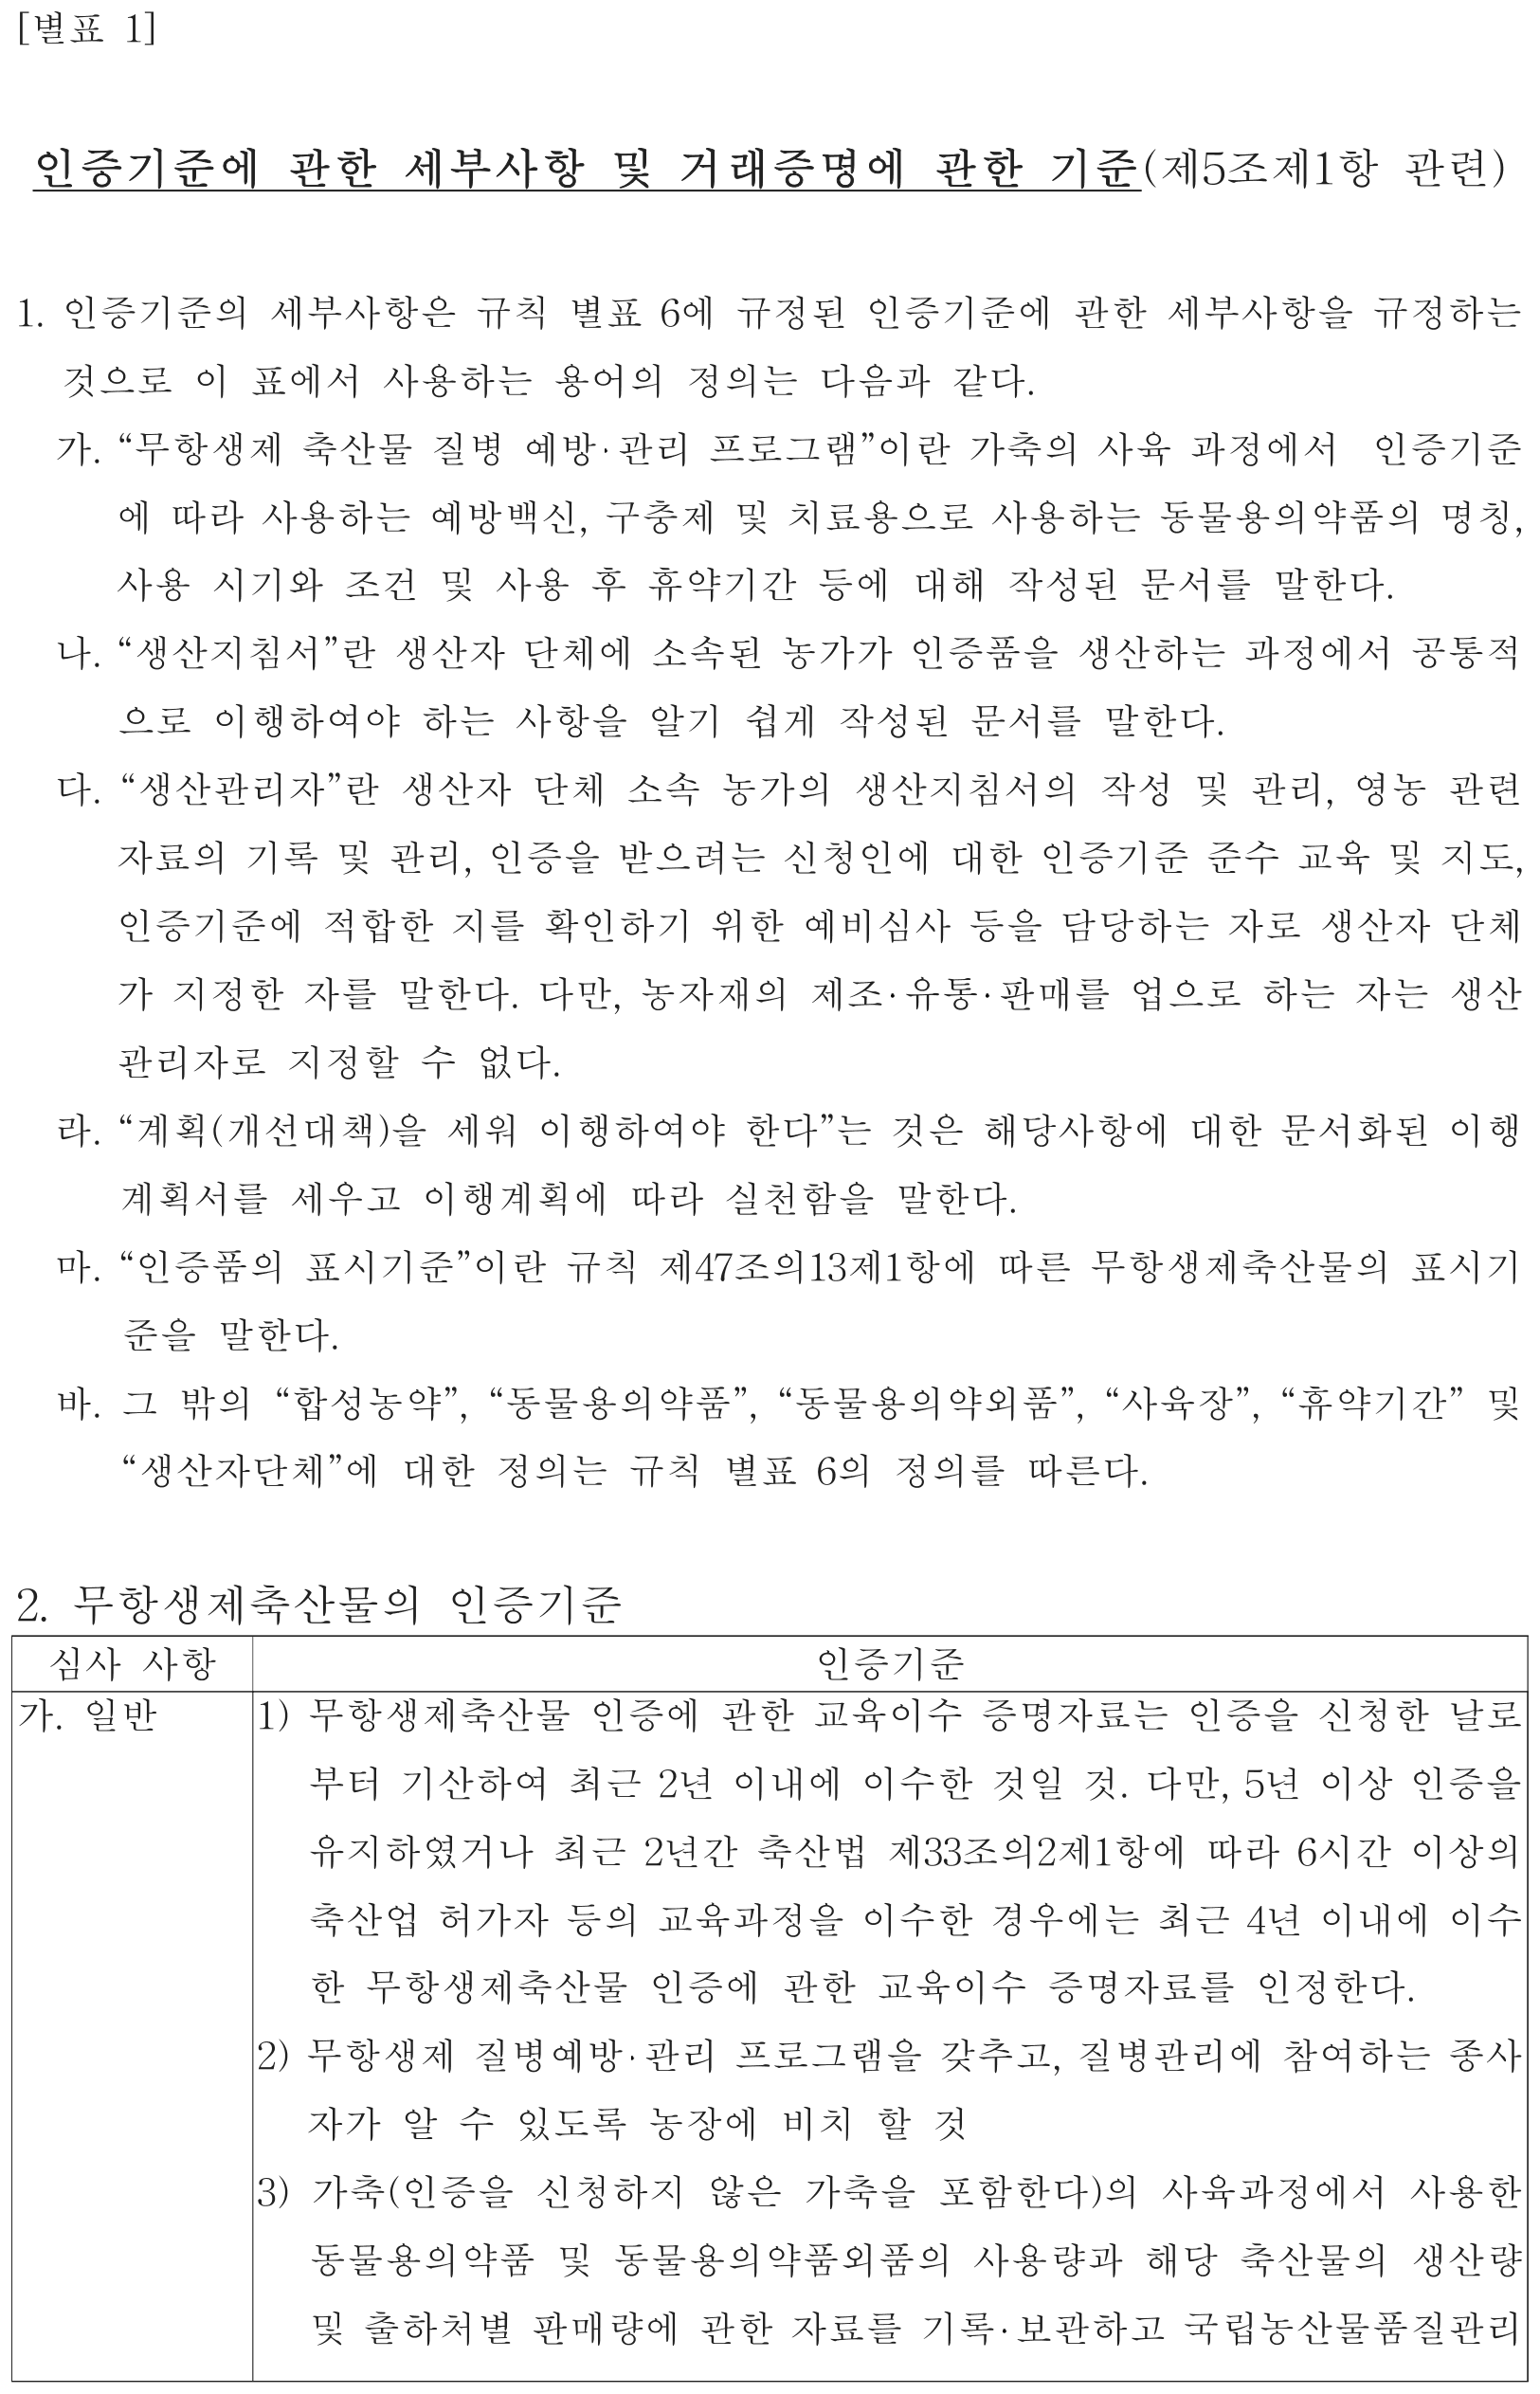 [별표 1]
인증기준에 관한 세부사항 및 거래증명에 관한 기준(제5조제1항 관련)
1. 인증기준의 세부사항은 규칙 별표 6에 규정된 인증기준에 관한 세부사항을 규정하는
것으로 이 표에서 사용하는 용어의 정의는 다음과 같다.
가. “무항생제 축산물 질병 예방·관리 프로그램”이란 가축의 사육 과정에서 인증기준
에 따라 사용하는 예방백신, 구충제 및 치료용으로 사용하는 동물용의약품의 명칭,
사용 시기와 조건 및 사용 후 휴약기간 등에 대해 작성된 문서를 말한다.
나. “생산지침서”란 생산자 단체에 소속된 농가가 인증품을 생산하는 과정에서 공통적
으로 이행하여야 하는 사항을 알기 쉽게 작성된 문서를 말한다.
다. “생산관리자”란 생산자 단체 소속 농가의 생산지침서의 작성 및 관리, 영농 관련
자료의 기록 및 관리, 인증을 받으려는 신청인에 대한 인증기준 준수 교육 및 지도,
인증기준에 적합한 지를 확인하기 위한 예비심사 등을 담당하는 자로 생산자 단체
가 지정한 자를 말한다. 다만, 농자재의 제조·유통·판매를 업으로 하는 자는 생산
관리자로 지정할 수 없다.
라. “계획(개선대책)을 세워 이행하여야 한다”는 것은 해당사항에 대한 문서화된 이행
계획서를 세우고 이행계획에 따라 실천함을 말한다.
마. “인증품의 표시기준”이란 규칙 제47조의13제1항에 따른 무항생제축산물의 표시기
준을 말한다.
바. 그 밖의 “합성농약”, “동물용의약품”, “동물용의약외품”, “사육장”, “휴약기간” 및
“생산자단체”에 대한 정의는 규칙 별표 6의 정의를 따른다.
2. 무항생제축산물의 인증기준
심사 사항 인증기준
가. 일반 1) 무항생제축산물 인증에 관한 교육이수 증명자료는 인증을 신청한 날로
부터 기산하여 최근 2년 이내에 이수한 것일 것. 다만, 5년 이상 인증을
유지하였거나 최근 2년간 축산법 제33조의2제1항에 따라 6시간 이상의
축산업 허가자 등의 교육과정을 이수한 경우에는 최근 4년 이내에 이수
한 무항생제축산물 인증에 관한 교육이수 증명자료를 인정한다.
2) 무항생제 질병예방·관리 프로그램을 갖추고, 질병관리에 참여하는 종사
자가 알 수 있도록 농장에 비치 할 것
3) 가축(인증을 신청하지 않은 가축을 포함한다)의 사육과정에서 사용한
동물용의약품 및 동물용의약품외품의 사용량과 해당 축산물의 생산량
및 출하처별 판매량에 관한 자료를 기록·보관하고 국립농산물품질관리